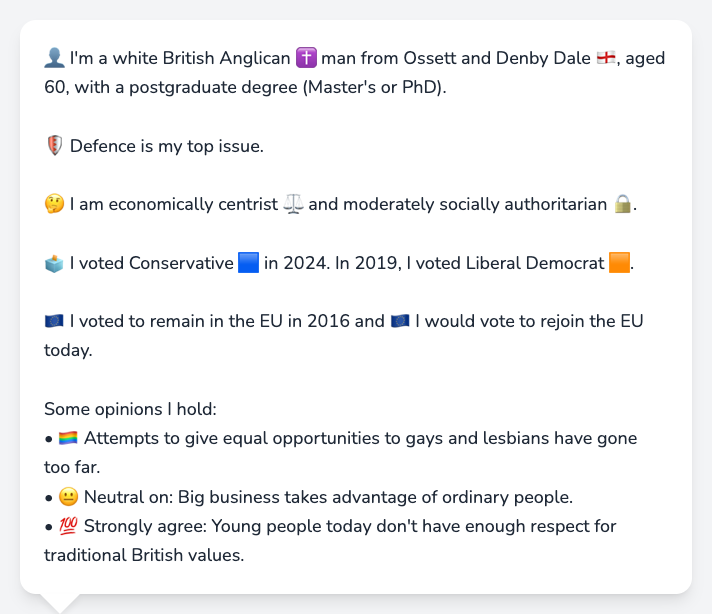 👤 I'm a white British Anglican ✝️ man from Ossett and Denby Dale 🏴󠁧󠁢󠁥󠁮󠁧󠁿, aged
60, with a postgraduate degree (Master's or PhD).
🛡️ Defence is my top issue.
🤔 I am economically centrist ⚖️ and moderately socially authoritarian 🔒.
🗳️ I voted Conservative 🟦 in 2024. In 2019, I voted Liberal Democrat 🟧.
🇪🇺 I voted to remain in the EU in 2016 and 🇪🇺 I would vote to rejoin the EU
today.
Some opinions I hold:
• 🏳️‍🌈 Attempts to give equal opportunities to gays and lesbians have gone
too far.
• 😐 Neutral on: Big business takes advantage of ordinary people.
• 💯 Strongly agree: Young people today don't have enough respect for
traditional British values.